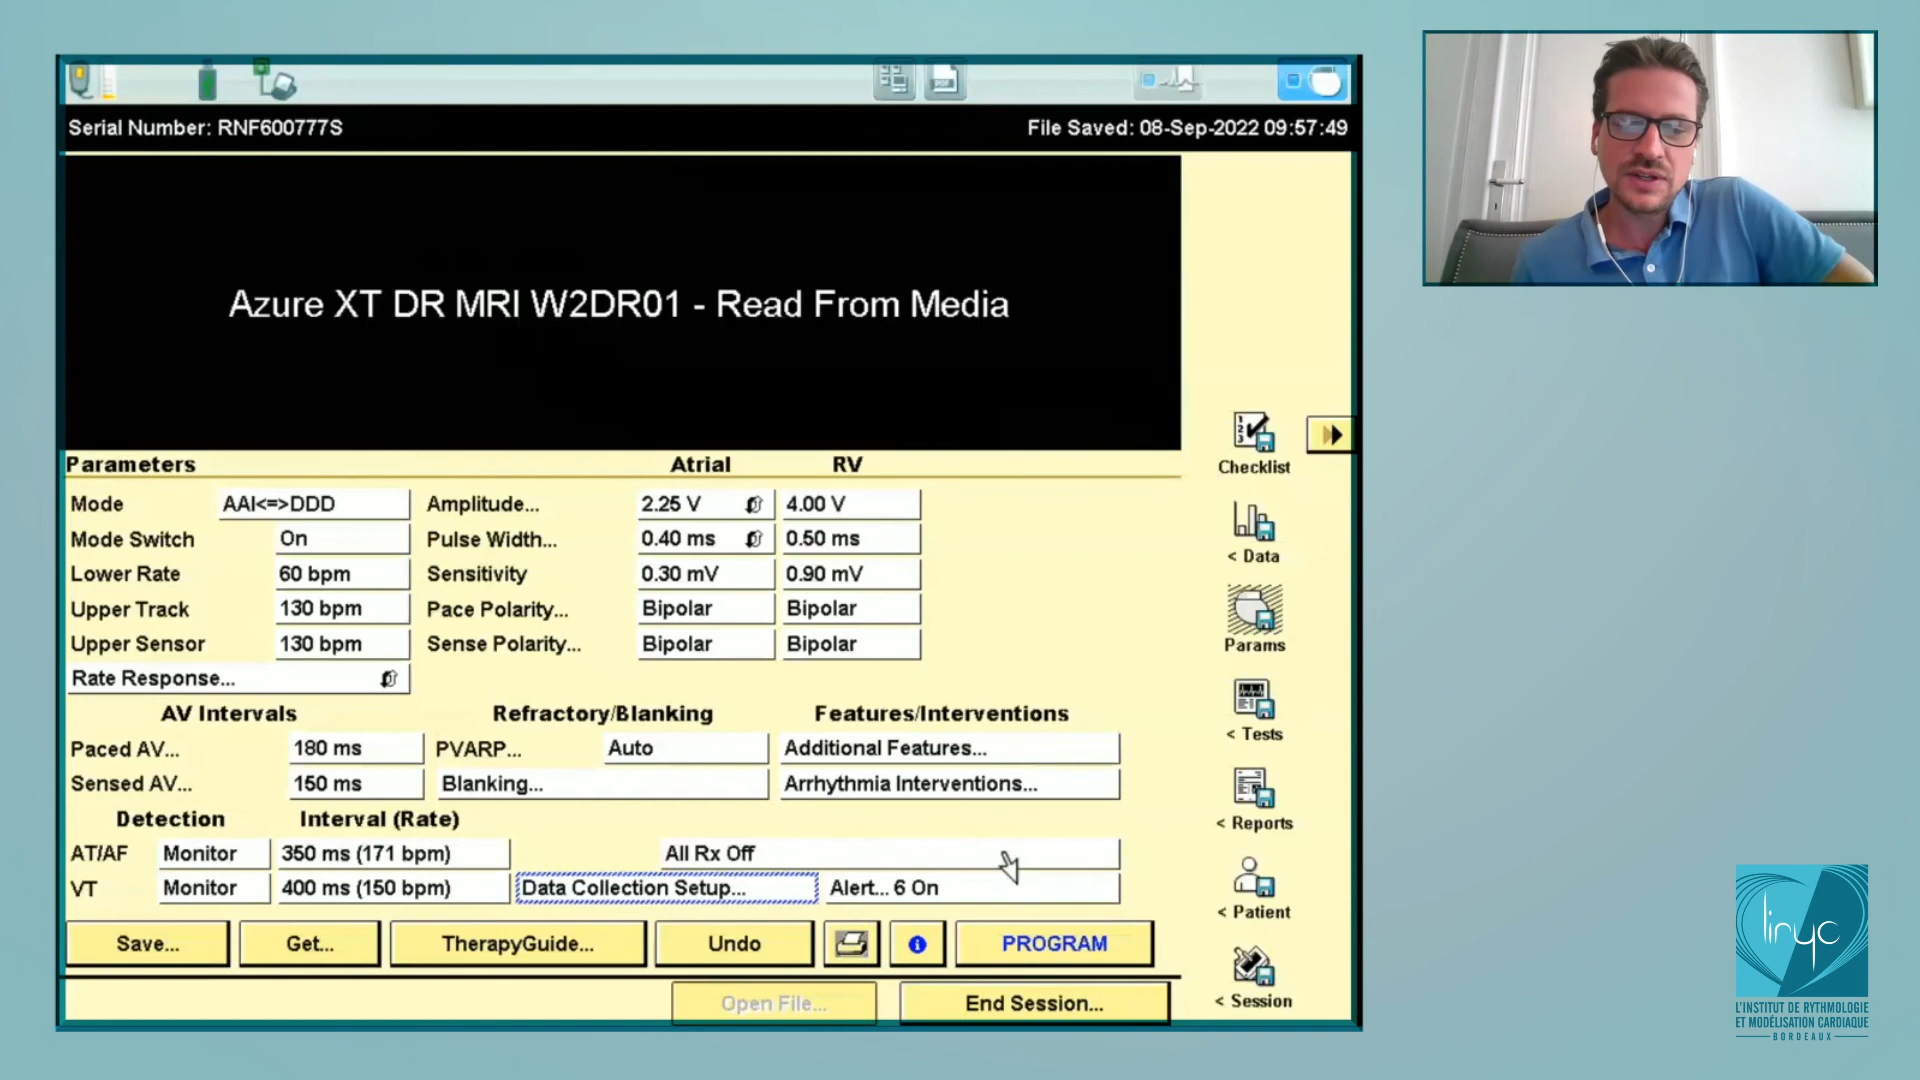 Serial Number: RNF600777S File Saved: 08-Sep-2022 09:57:49
Azure XT DR MRI W2DR01 - Read From Media
Parameters Atrial RV
Mode AAI<=>DDD Amplitude... 2.25 V 4.00 V
Mode Switch On Pulse Width... 0.40 ms 0.50 ms
Lower Rate 60 bpm Sensitivity 0.30 mV 0.90 mV
Upper Track 130 bpm Pace Polarity... Bipolar Bipolar
Upper Sensor 130 bpm Sense Polarity... Bipolar Bipolar
Rate Response...
AV Intervals Refractory/Blanking Features/Interventions
Paced AV... 180 ms PVARP... Auto Additional Features...
Sensed AV... 150 ms Blanking... Arrhythmia Interventions...
Detection Interval (Rate)
AT/AF Monitor 350 ms (171 bpm) All Rx Off
VT Monitor 400 ms (150 bpm) Data Collection Setup... Alert... 6 On
Save... Get... TherapyGuide... Undo PROGRAM
Open File... End Session...
Checklist
< Data
Params
< Tests
< Reports
< Patient
< Session
liryc
L'INSTITUT DE RYTHMOLOGIE
ET MODÉLISATION CARDIAQUE
BORDEAUX